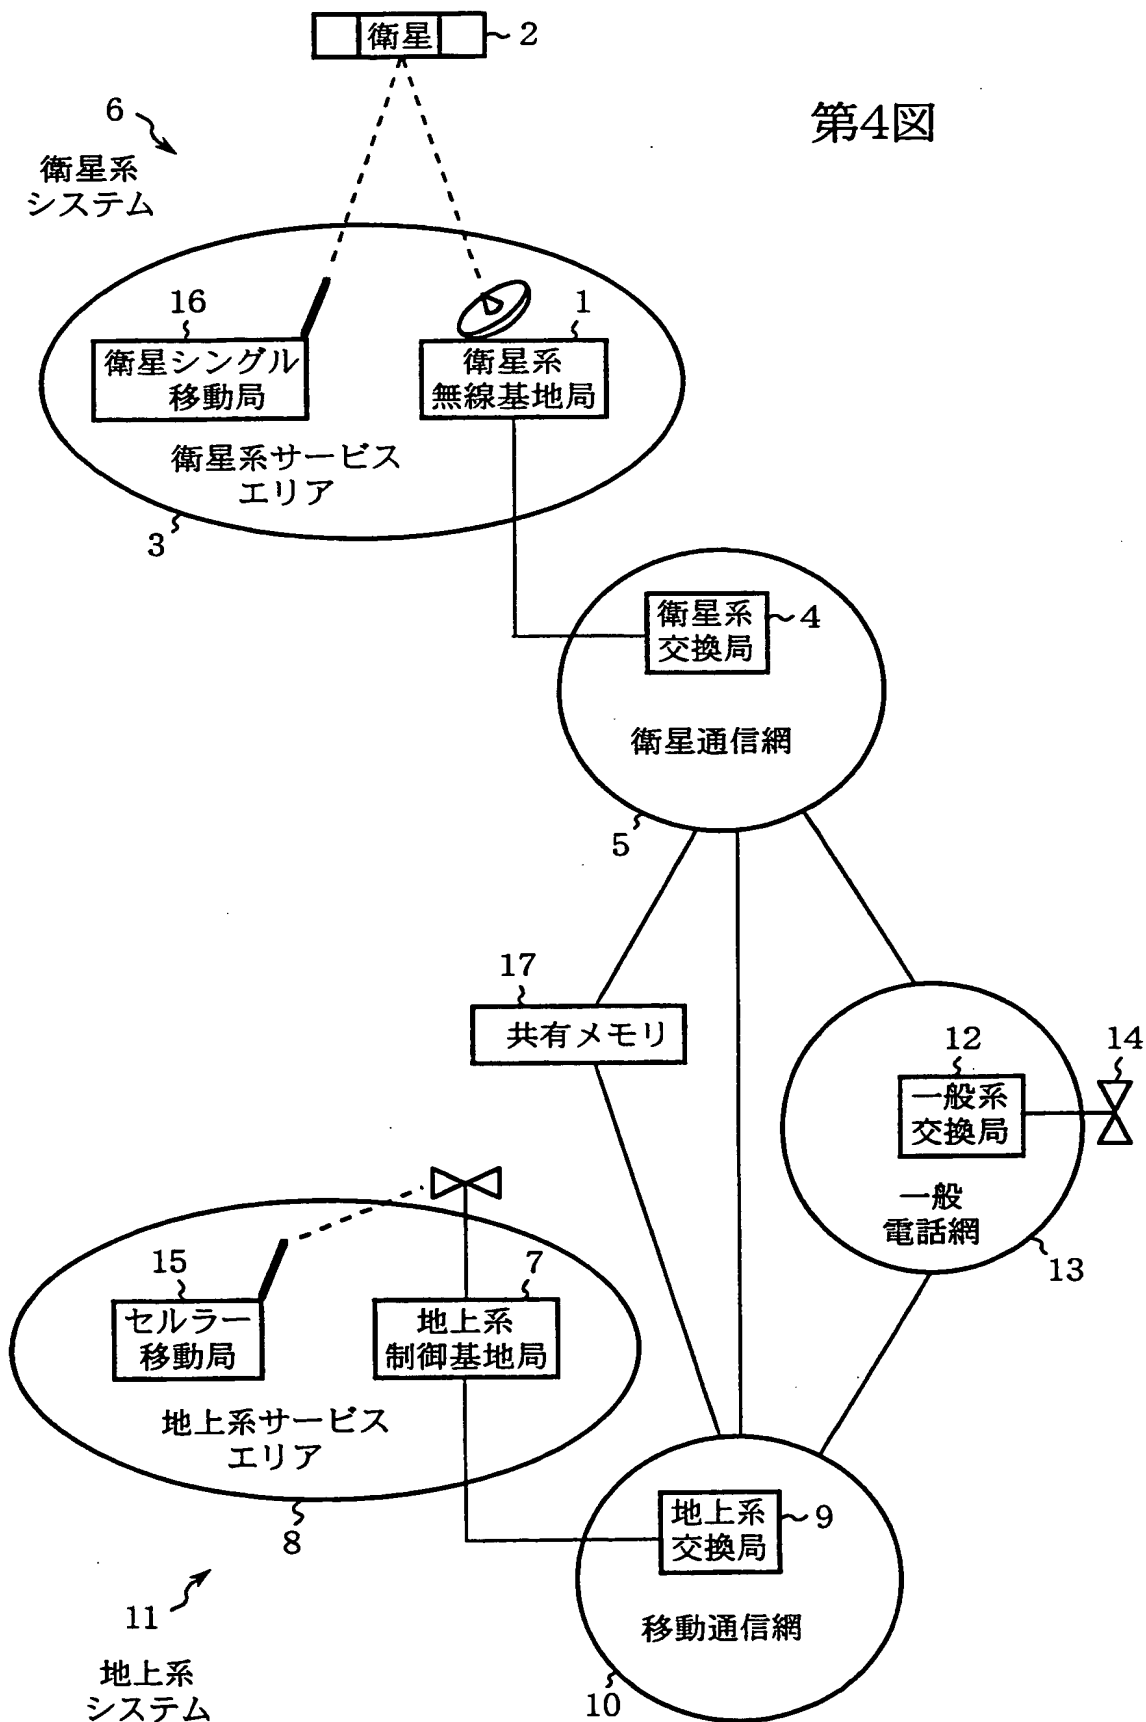 衛星
2
第4図
6
衛星系
システム
16
1
衛星シングル
移動局
衛星系
無線基地局
衛星系サービス
エリア
3
衛星系
交換局
4
衛星通信網
5
17
共有メモリ
12
14
一般系
交換局
一般
電話網
13
15
7
セルラー
移動局
地上系
制御基地局
地上系サービス
エリア
8
地上系
交換局
9
11
移動通信網
地上系
システム
10